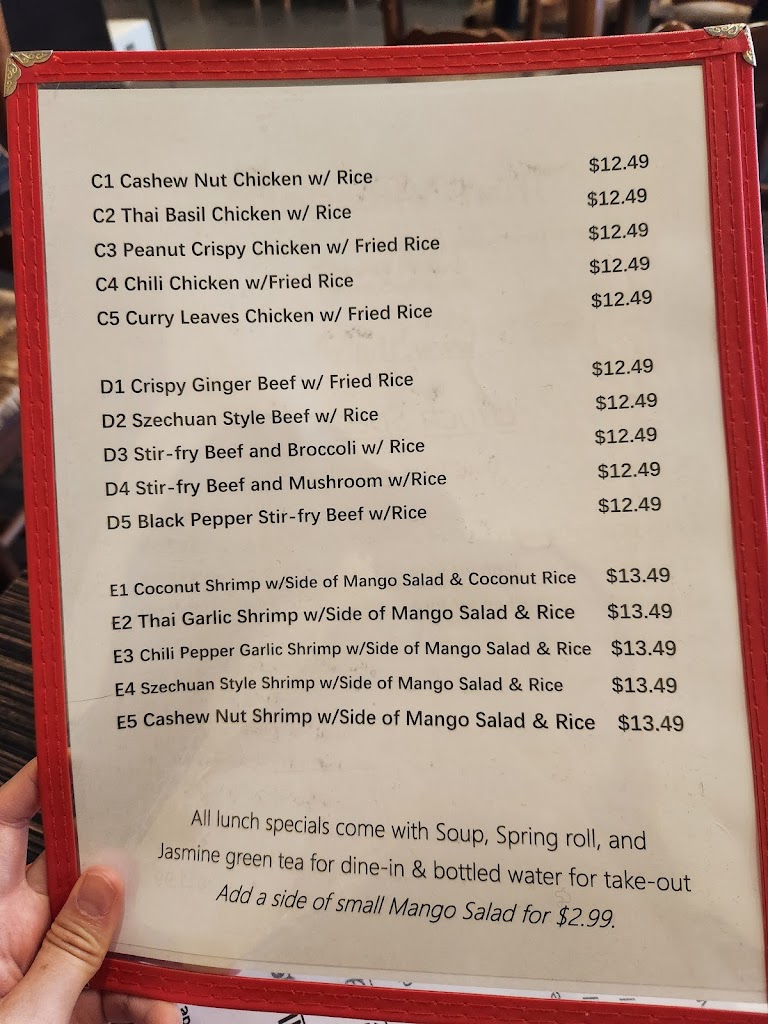 C1 Cashew Nut Chicken w/ Rice $12.49
C2 Thai Basil Chicken w/ Rice $12.49
C3 Peanut Crispy Chicken w/ Fried Rice $12.49
C4 Chili Chicken w/Fried Rice $12.49
C5 Curry Leaves Chicken w/ Fried Rice $12.49
D1 Crispy Ginger Beef w/ Fried Rice $12.49
D2 Szechuan Style Beef w/ Rice $12.49
D3 Stir-fry Beef and Broccoli w/ Rice $12.49
D4 Stir-fry Beef and Mushroom w/Rice $12.49
D5 Black Pepper Stir-fry Beef w/Rice $12.49
E1 Coconut Shrimp w/Side of Mango Salad & Coconut Rice $13.49
E2 Thai Garlic Shrimp w/Side of Mango Salad & Rice $13.49
E3 Chili Pepper Garlic Shrimp w/Side of Mango Salad & Rice $13.49
E4 Szechuan Style Shrimp w/Side of Mango Salad & Rice $13.49
E5 Cashew Nut Shrimp w/Side of Mango Salad & Rice $13.49
All lunch specials come with Soup, Spring roll, and
Jasmine green tea for dine-in & bottled water for take-out
Add a side of small Mango Salad for $2.99.